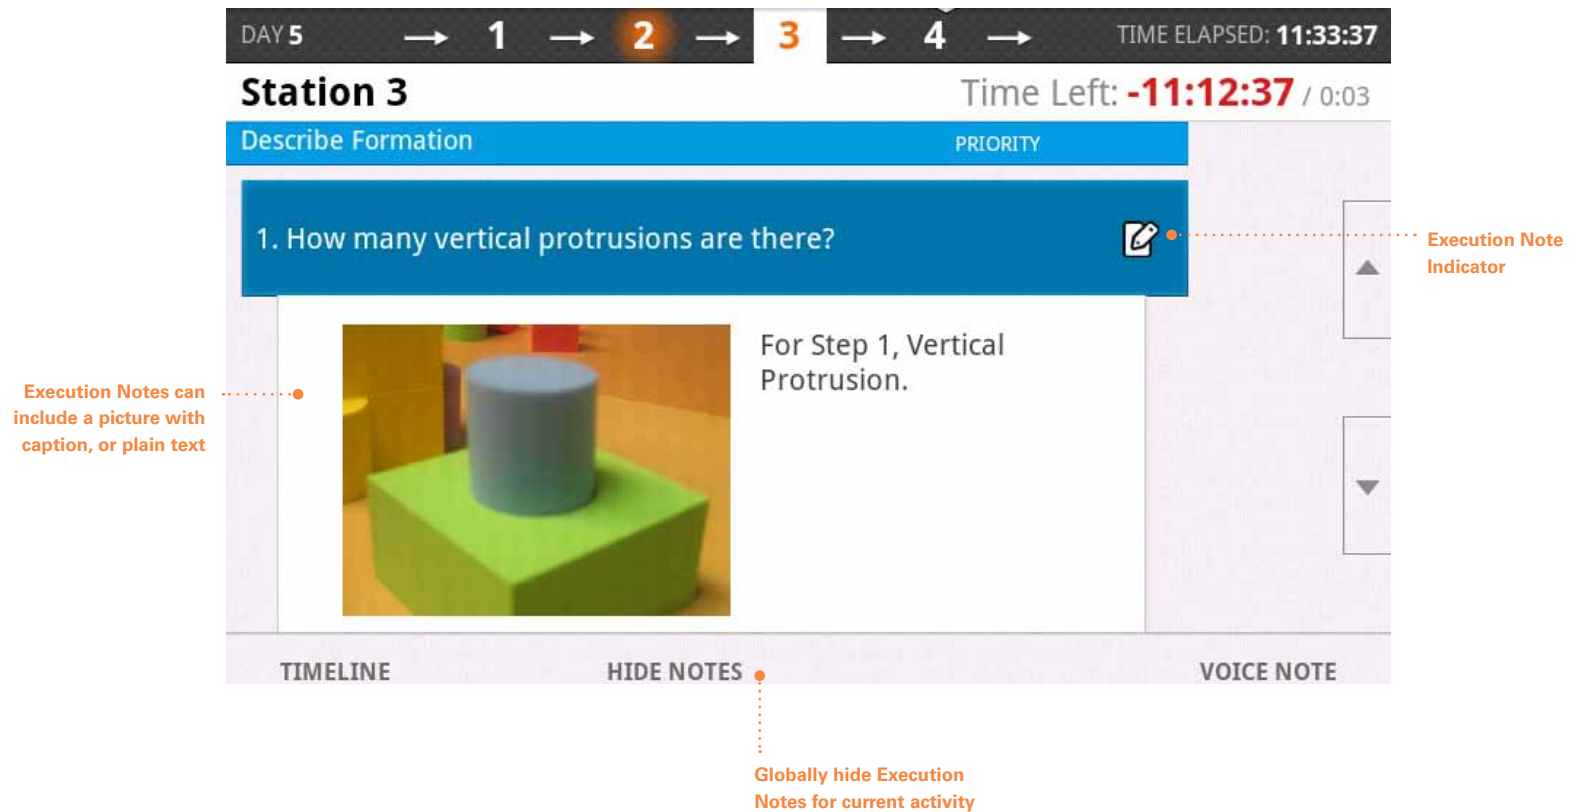 DAY 5 → 1 → 2 → 3 → 4 → TIME ELAPSED: 11:33:37
Station 3
Time Left: -11:12:37 / 0:03
Describe Formation
PRIORITY
1. How many vertical protrusions are there?
Execution Note
Indicator
For Step 1, Vertical
Protrusion.
Execution Notes can
include a picture with
caption, or plain text
TIMELINE
HIDE NOTES
VOICE NOTE
Globally hide Execution
Notes for current activity